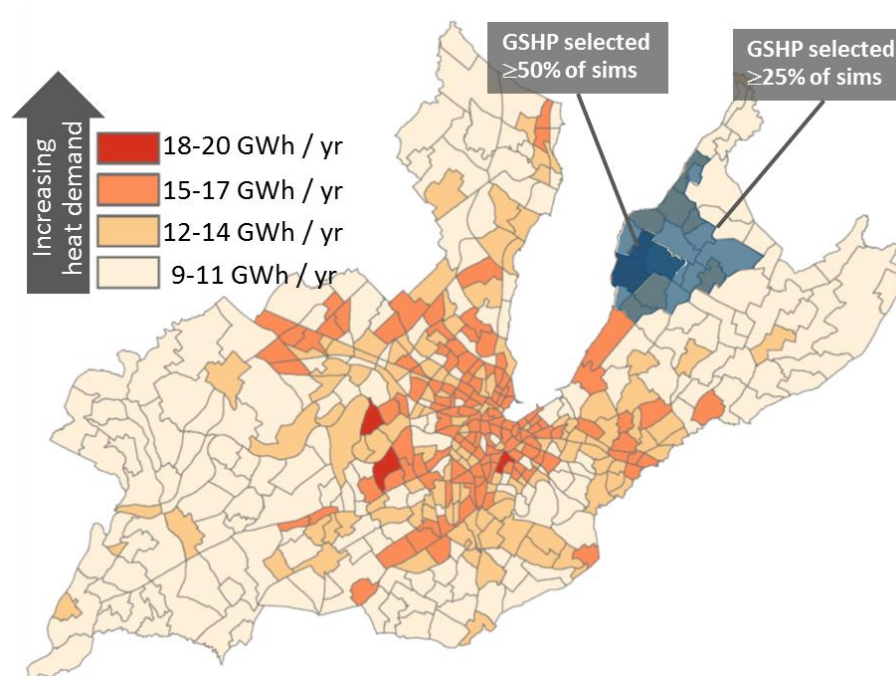 GSHP selected
≥50% of sims
GSHP selected
≥25% of sims
Increasing
heat demand
18-20 GWh / yr
15-17 GWh / yr
12-14 GWh / yr
9-11 GWh / yr